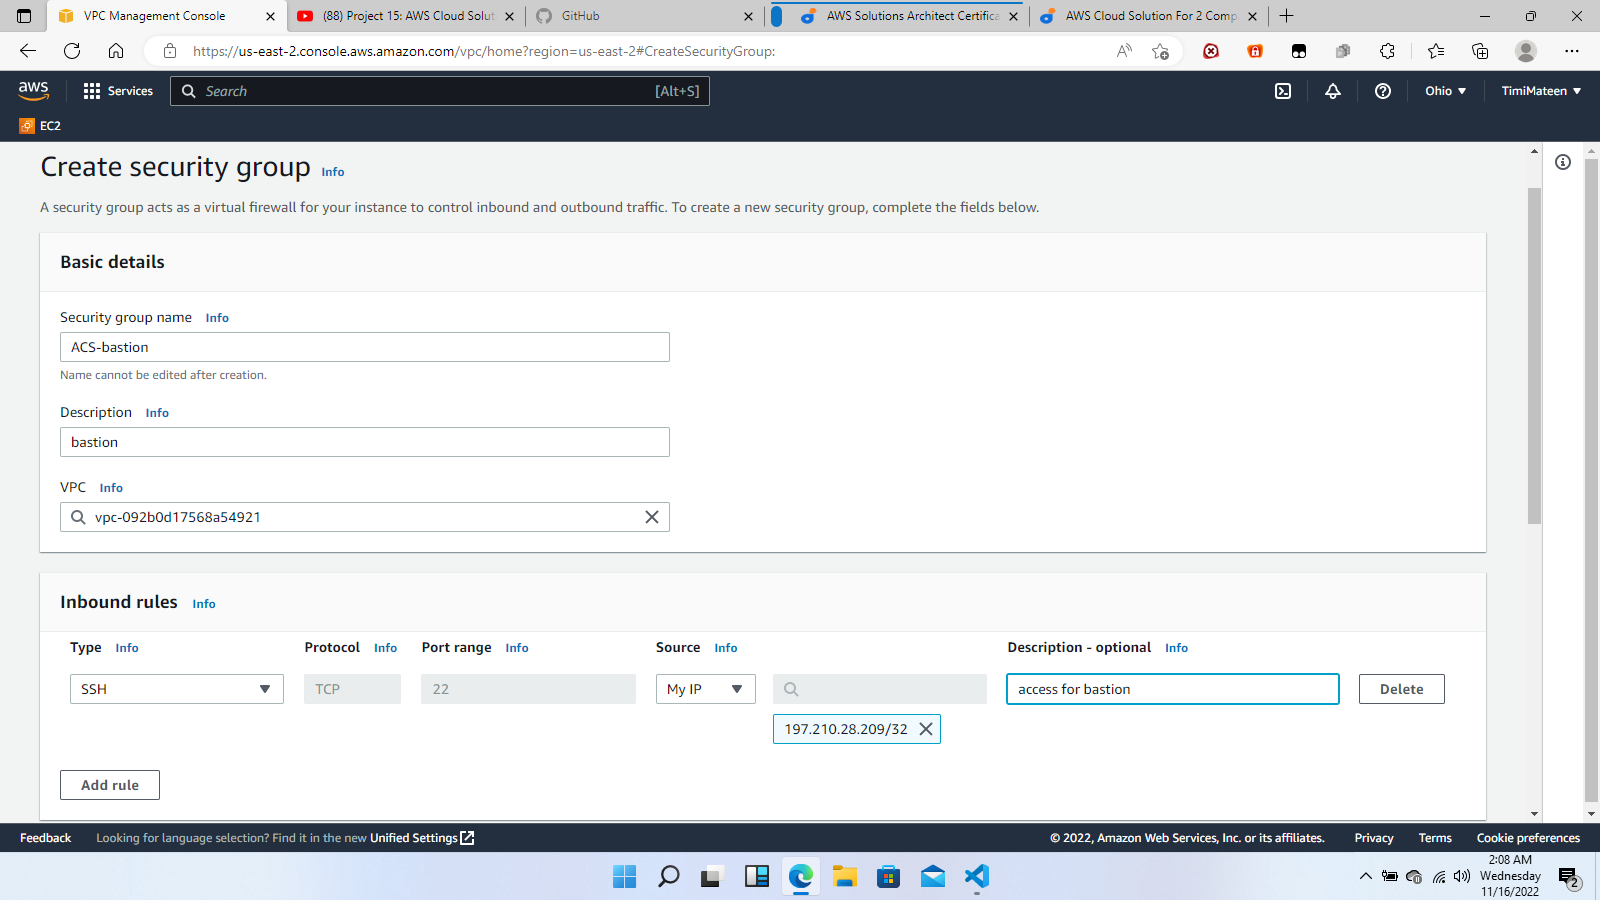 VPC Management Console
(88) Project 15: AWS Cloud Solut
GitHub
AWS Solutions Architect Certifica
AWS Cloud Solution For 2 Comp
https://us-east-2.console.aws.amazon.com/vpc/home?region=us-east-2#CreateSecurityGroup:
aws
Services
Search
[Alt+S]
Ohio
TimiMateen
EC2
Create security group Info
A security group acts as a virtual firewall for your instance to control inbound and outbound traffic. To create a new security group, complete the fields below.
Basic details
Security group name Info
ACS-bastion
Name cannot be edited after creation.
Description Info
bastion
VPC Info
vpc-092b0d17568a54921
Inbound rules Info
Type Info Protocol Info Port range Info Source Info Description - optional Info
SSH TCP 22 My IP access for bastion Delete
197.210.28.209/32
Add rule
Feedback Looking for language selection? Find it in the new Unified Settings © 2022, Amazon Web Services, Inc. or its affiliates. Privacy Terms Cookie preferences
2:08 AM
Wednesday
11/16/2022
2